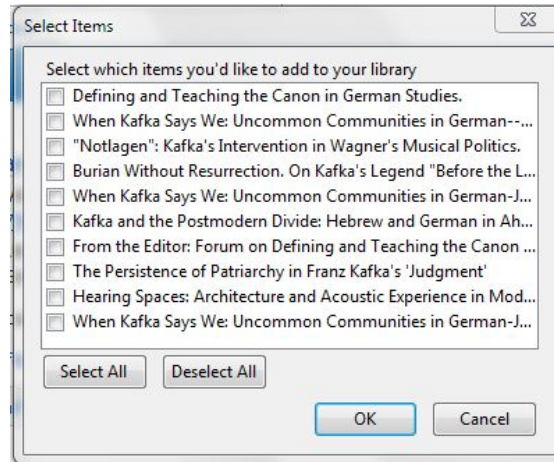 Select Items
Select which items you'd like to add to your library
Defining and Teaching the Canon in German Studies.
When Kafka Says We: Uncommon Communities in German--...
"Notlagen": Kafka's Intervention in Wagner's Musical Politics.
Burian Without Resurrection. On Kafka's Legend "Before the L...
When Kafka Says We: Uncommon Communities in German-J...
Kafka and the Postmodern Divide: Hebrew and German in Ah...
From the Editor: Forum on Defining and Teaching the Canon ...
The Persistence of Patriarchy in Franz Kafka's 'Judgment'
Hearing Spaces: Architecture and Acoustic Experience in Mod...
When Kafka Says We: Uncommon Communities in German-J...
Select All Deselect All
OK Cancel